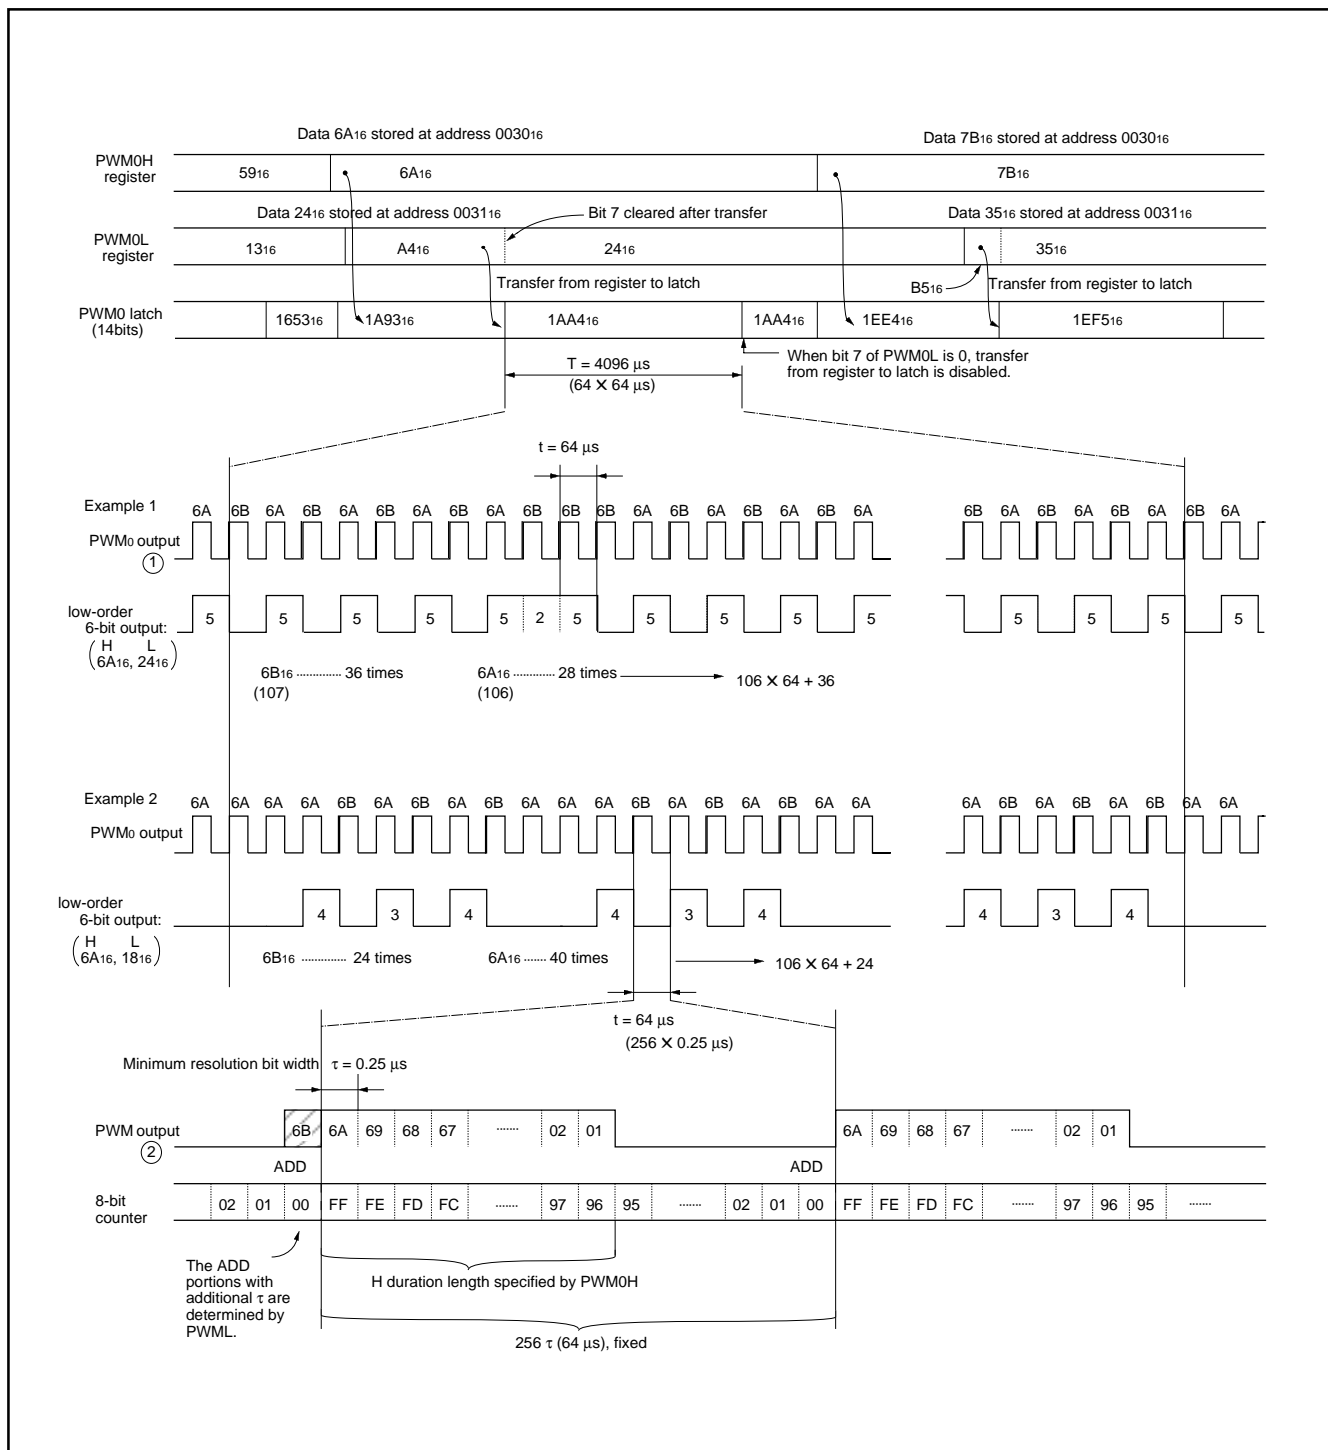 Data 6A16 stored at address 003016
Data 7B16 stored at address 003016
PWM0H
register
5916 6A16 7B16
Data 2416 stored at address 003116
Bit 7 cleared after transfer
Data 3516 stored at address 003116
PWM0L
register
1316 A416 2416 3516
B516
Transfer from register to latch
Transfer from register to latch
PWM0 latch
(14bits)
165316 1A9316 1AA416 1AA416 1EE416 1EF516
When bit 7 of PWM0L is 0, transfer
from register to latch is disabled.
T = 4096 µs
(64 × 64 µs)
t = 64 µs
Example 1
6A 6B 6A 6B 6A 6B 6A 6B 6A 6B 6B 6B 6A 6B 6A 6B 6A 6B 6A 6B 6A 6B 6A 6B 6A 6B 6A
PWM0 output
1
low-order
6-bit output:
H L
(6A16, 2416)
5 5 5 5 5 2 5 5 5 5 5 5 5 5 5
6B16 ............. 36 times
(107)
6A16 ............ 28 times
(106)
106 × 64 + 36
Example 2
6A 6A 6A 6A 6B 6A 6B 6A 6B 6A 6A 6A 6B 6A 6B 6A 6B 6A 6A 6A 6B 6A 6B 6A 6B 6A 6A
PWM0 output
low-order
6-bit output:
H L
(6A16, 1816)
4 3 4 4 3 4 4 3 4
6B16 ............. 24 times
6A16 ....... 40 times
106 × 64 + 24
t = 64 µs
(256 × 0.25 µs)
Minimum resolution bit width τ = 0.25 µs
PWM output
2
6B 6A 69 68 67 ....... 02 01 6A 69 68 67 ....... 02 01
ADD ADD
8-bit
counter
02 01 00 FF FE FD FC ....... 97 96 95 ....... 02 01 00 FF FE FD FC ....... 97 96 95 .......
The ADD
portions with
additional τ are
determined by
PWML.
H duration length specified by PWM0H
256 τ (64 µs), fixed